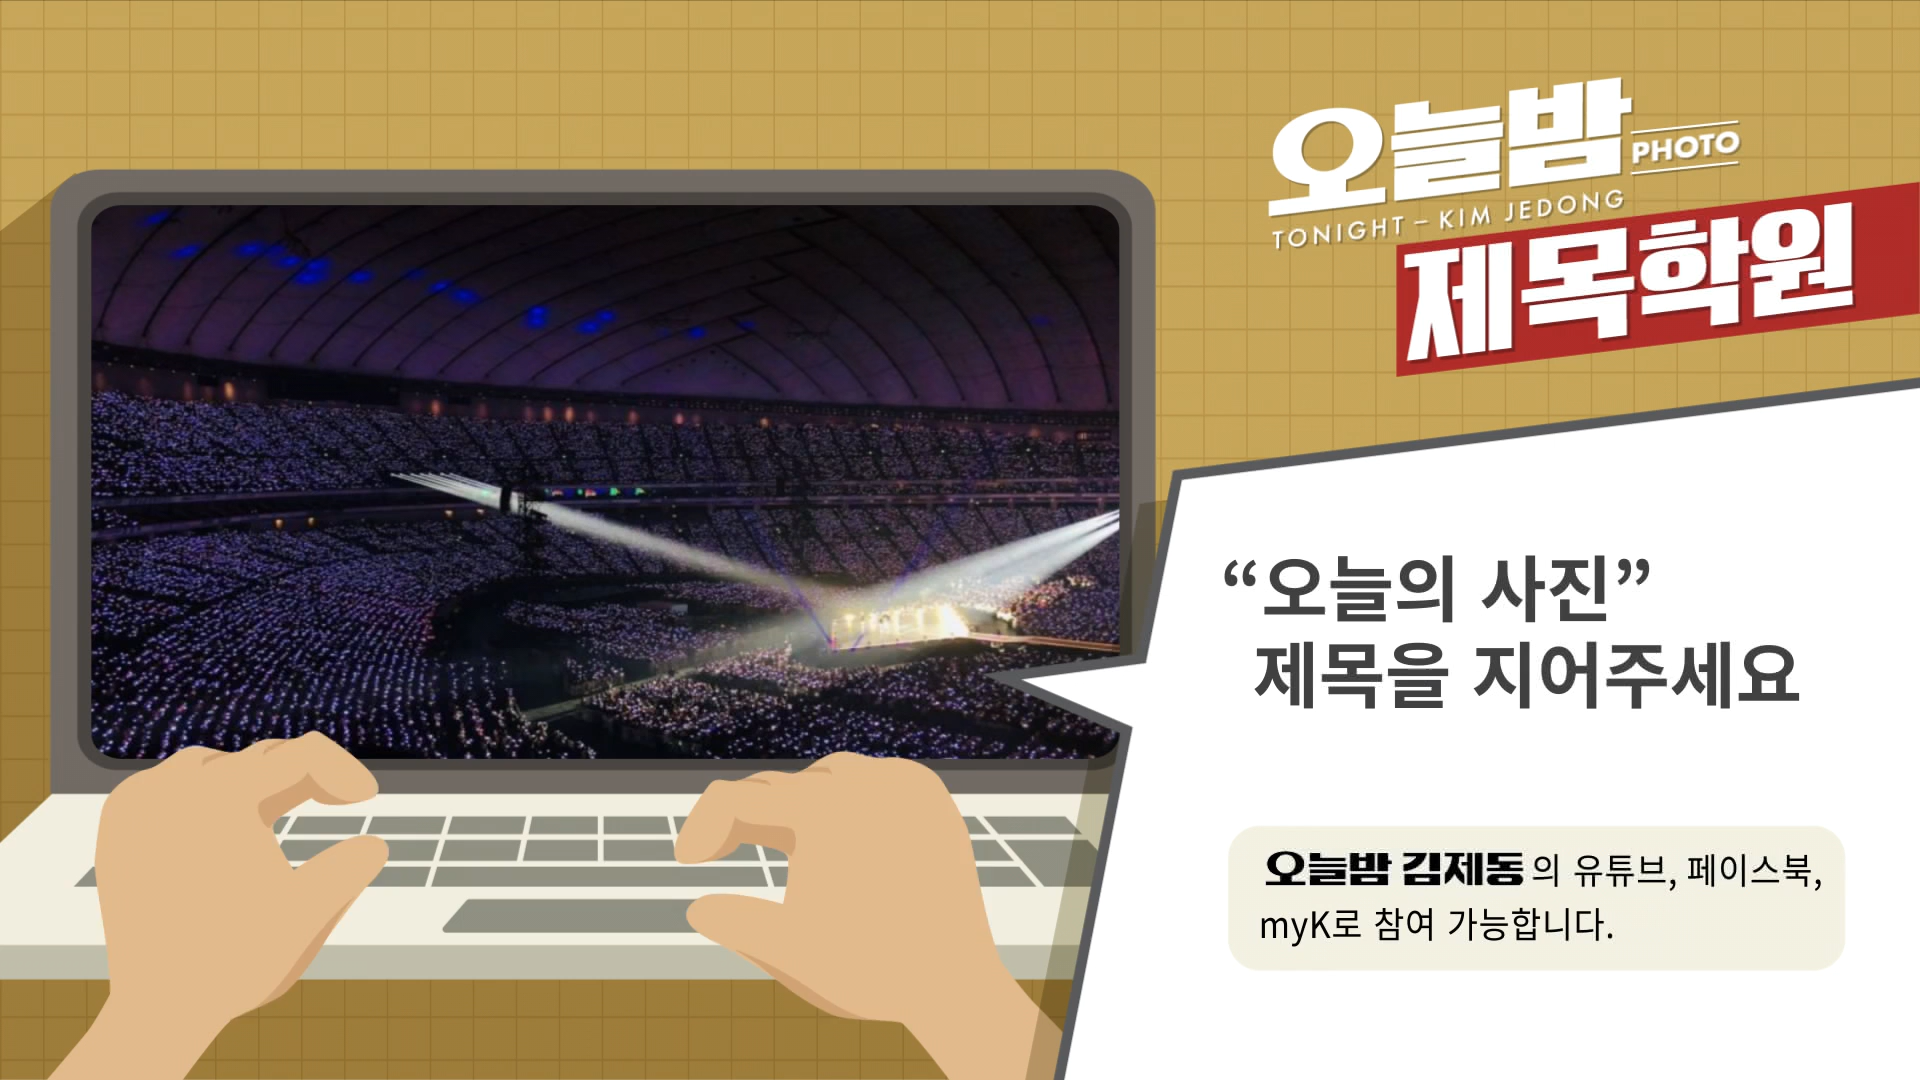 오늘밤 PHOTO
TONIGHT – KIM JEDONG
제목학원
“오늘의 사진”
제목을 지어주세요
오늘밤 김제동의 유튜브, 페이스북,
myK로 참여 가능합니다.